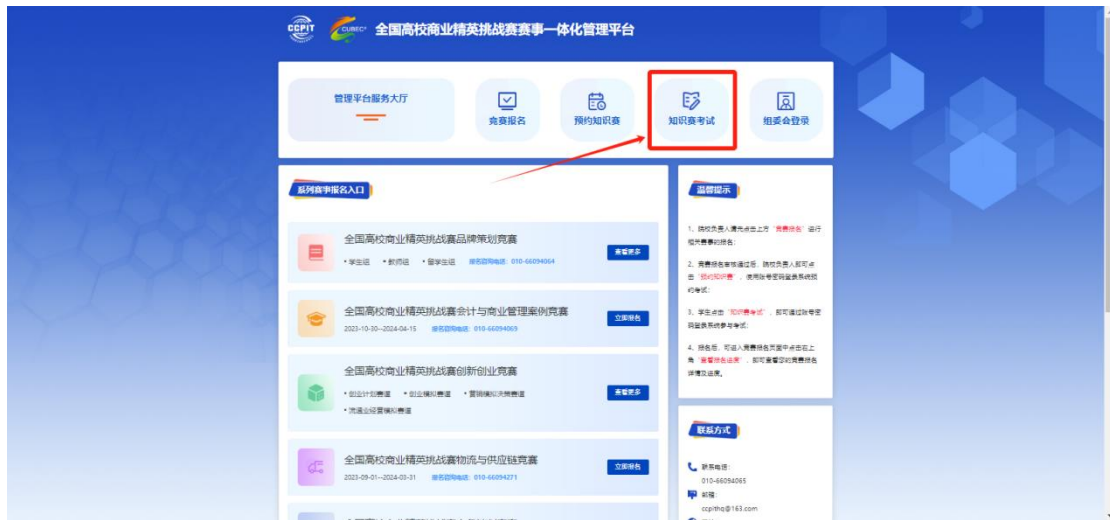 CCPIT
CUBEC
全国高校商业精英挑战赛赛事一体化管理平台
管理平台服务大厅
竞赛报名
预约知识赛
知识赛考试
组委会登录
系列赛事报名入口
全国高校商业精英挑战赛品牌策划竞赛
• 学生组 • 教师组 • 留学生组 报名咨询电话: 010-66094064
查看更多
全国高校商业精英挑战赛会计与商业管理案例竞赛
2023-10-30--2024-04-15 报名咨询电话: 010-66094069
立即报名
全国高校商业精英挑战赛创新创业竞赛
• 创业计划赛道 • 创业模拟赛道 • 营销模拟决策赛道
• 流通业经营模拟赛道
查看更多
全国高校商业精英挑战赛物流与供应链竞赛
2023-09-01--2024-03-31 报名咨询电话: 010-66094271
立即报名
温馨提示
1、院校负责人需先点击上方“竞赛报名”进行
相关赛事的报名;
2、竞赛报名审核通过后, 院校负责人即可点
击“预约知识赛”, 使用账号密码登录系统预
约考试;
3、学生点击“知识赛考试”, 即可通过账号密
码登录系统参与考试;
4、报名后, 可进入竞赛报名页面中点击右上
角“查看报名进度”, 即可查看您的竞赛报名
详情及进度。
联系方式
联系电话:
010-66094065
邮箱:
ccpithq@163.com